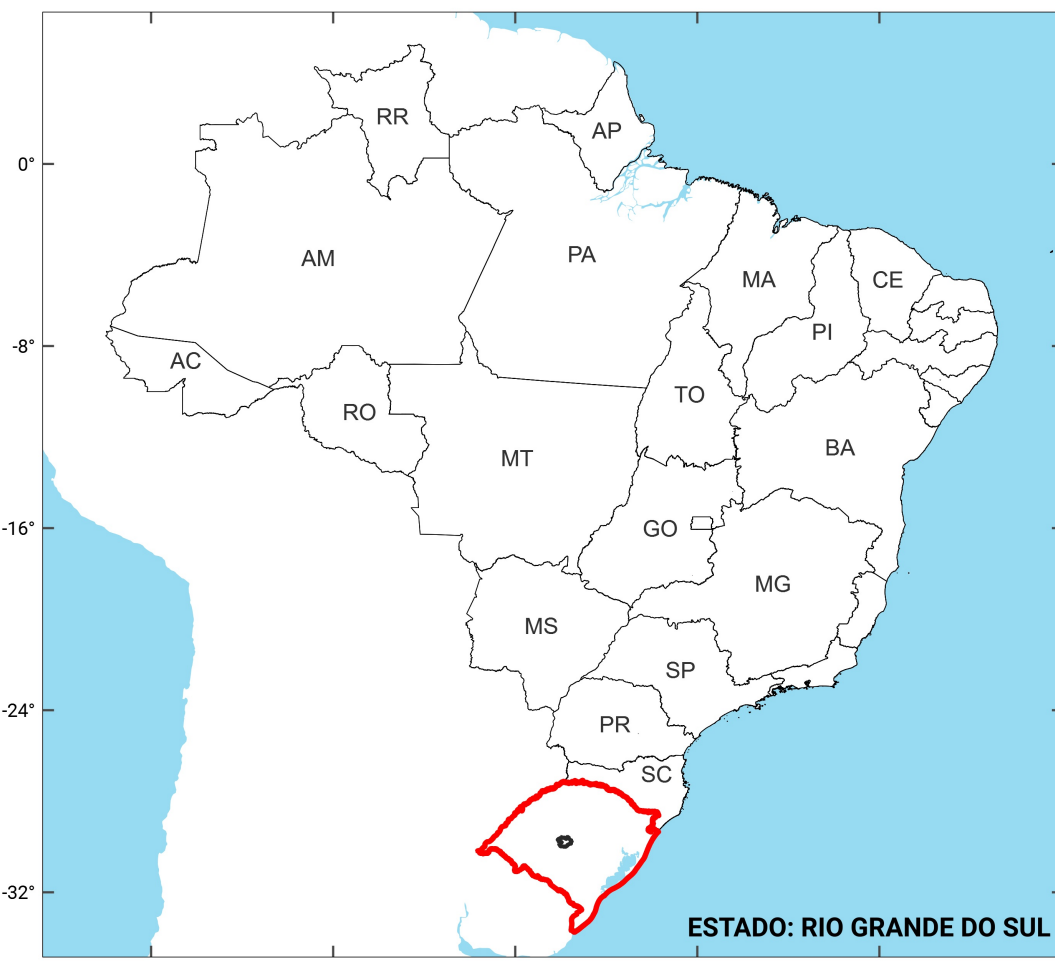 RR
AP
0°
AM
PA
MA
CE
PI
-8°
AC
TO
RO
BA
MT
-16°
GO
MG
MS
SP
-24°
PR
SC
-32°
ESTADO: RIO GRANDE DO SUL